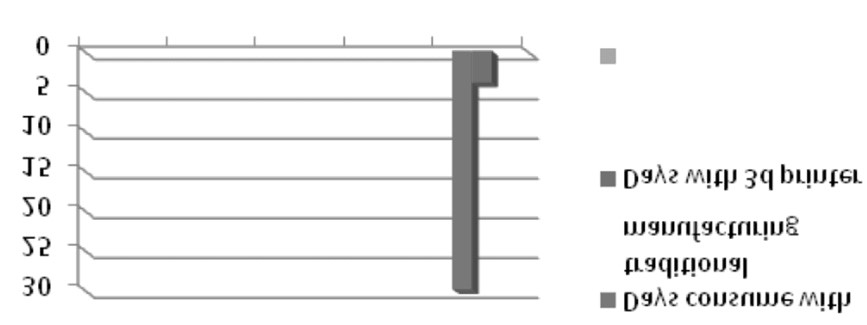 30
25
20
15
10
5
0
Days consume with
traditional
manufacturing
Days with 3d printer